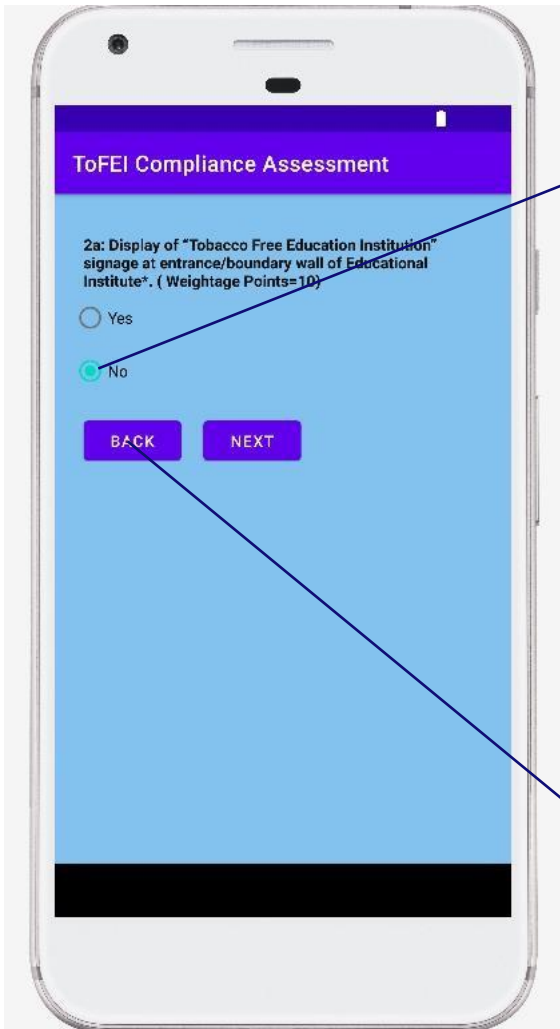 ToFEI Compliance Assessment
2a: Display of “Tobacco Free Education Institution”
signage at entrance/boundary wall of Educational
Institute*. ( Weightage Points=10)
Yes
No
BACK
NEXT